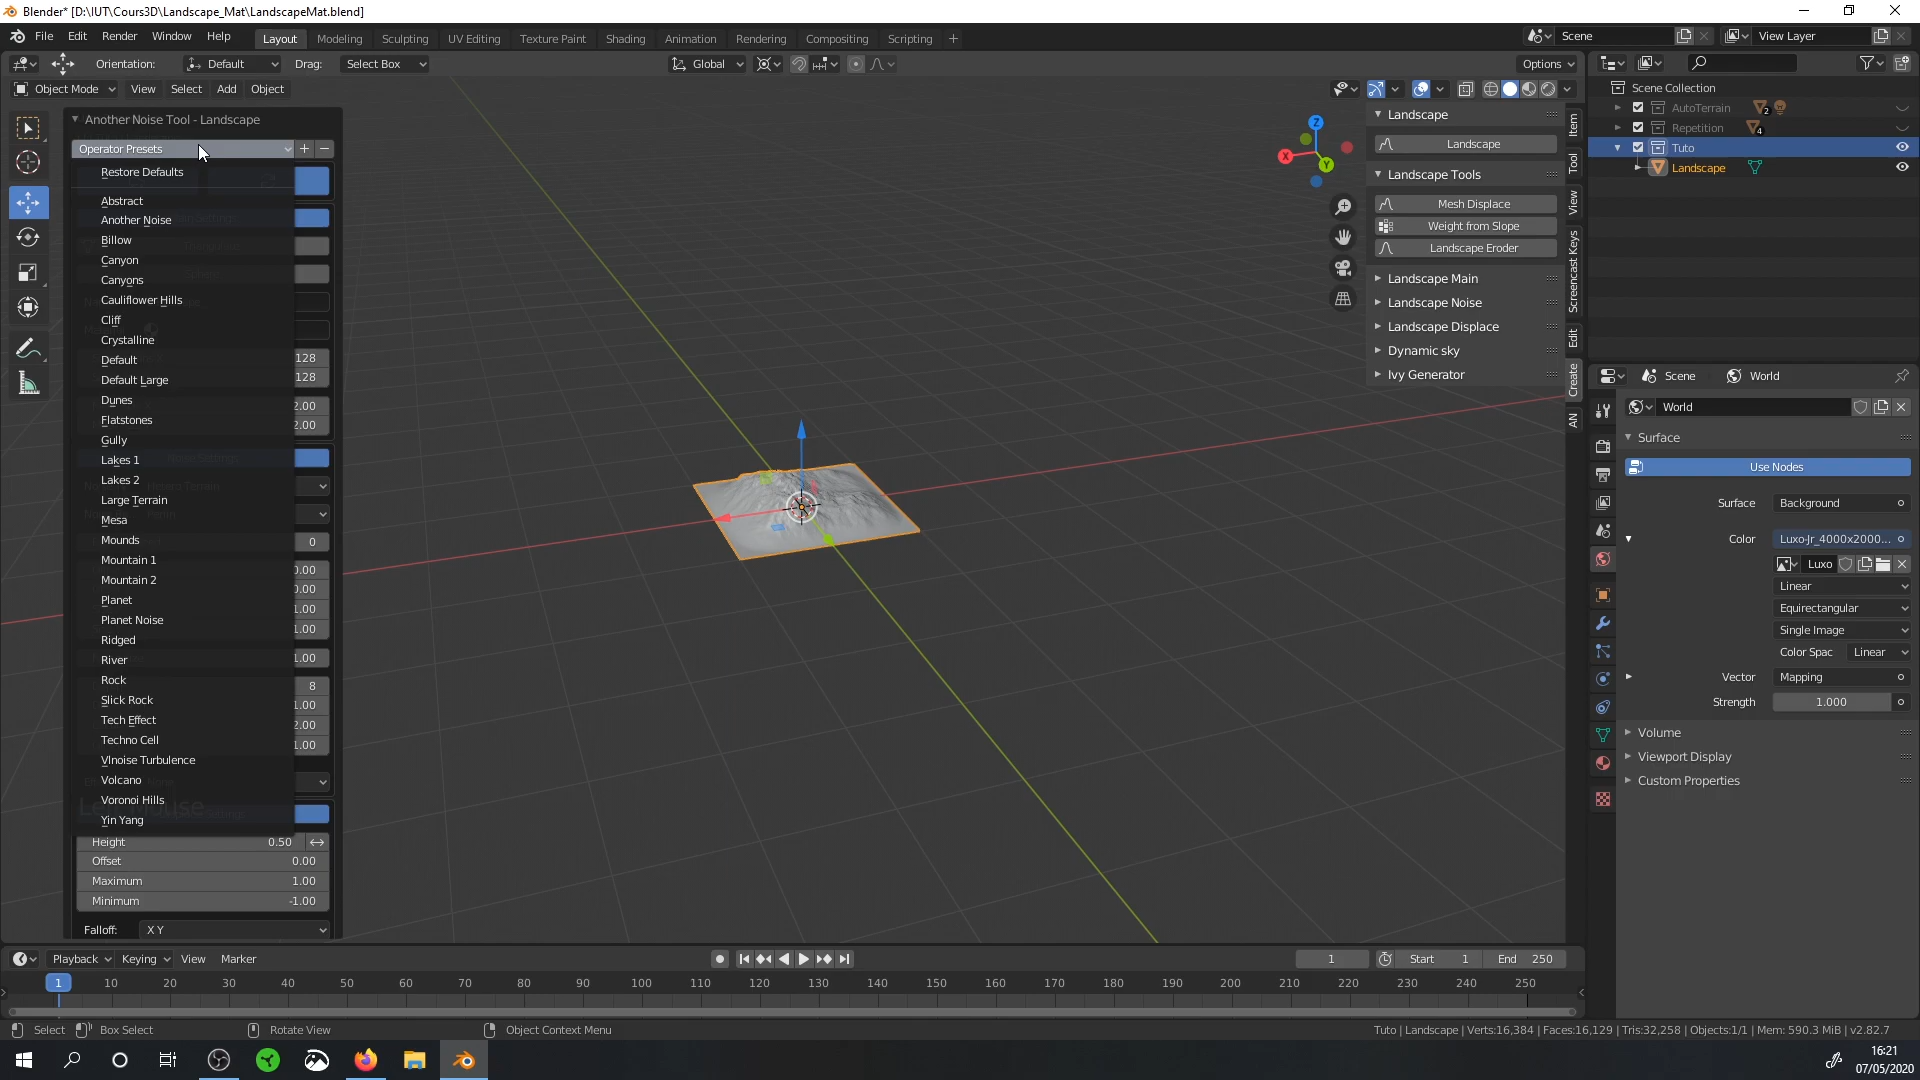 Blender* [D:\IUT\Cours3D\Landscape_Mat\LandscapeMat.blend]
File Edit Render Window Help Layout Modeling Sculpting UV Editing Texture Paint Shading Animation Rendering Compositing Scripting + Scene View Layer
Orientation: Default Drag: Select Box Global Options
Object Mode View Select Add Object
Another Noise Tool - Landscape
Operator Presets
Restore Defaults
Abstract
Another Noise
Billow
Canyon
Canyons
Cauliflower Hills
Cliff
Crystalline
Default
Default Large
Dunes
Flatstones
Gully
Lakes 1
Lakes 2
Large Terrain
Mesa
Mounds
Mountain 1
Mountain 2
Planet
Planet Noise
Ridged
River
Rock
Slick Rock
Tech Effect
Techno Cell
Vlnoise Turbulence
Volcano
Voronoi Hills
Yin Yang
128
128
2.00
2.00
0
0.00
0.00
1.00
1.00
1.00
8
1.00
2.00
1.00
Height 0.50
Offset 0.00
Maximum 1.00
Minimum -1.00
Falloff: X Y
Z
X
Y
Landscape
Landscape
Landscape Tools
Mesh Displace
Weight from Slope
Landscape Eroder
Landscape Main
Landscape Noise
Landscape Displace
Dynamic sky
Ivy Generator
Item
Tool
View
Screencast Keys
Edit
Create
AN
Scene Collection
AutoTerrain 2
Repetition 4
Tuto
Landscape
Scene World
World
Surface
Use Nodes
Surface Background
Color Luxo-Jr_4000x2000...
Luxo
Linear
Equirectangular
Single Image
Color Spac Linear
Vector Mapping
Strength 1.000
Volume
Viewport Display
Custom Properties
Playback Keying View Marker 1 Start 1 End 250
1 10 20 30 40 50 60 70 80 90 100 110 120 130 140 150 160 170 180 190 200 210 220 230 240 250
Select Box Select Rotate View Object Context Menu Tuto | Landscape | Verts:16,384 | Faces:16,129 | Tris:32,258 | Objects:1/1 | Mem: 590.3 MiB | v2.82.7
16:21
07/05/2020